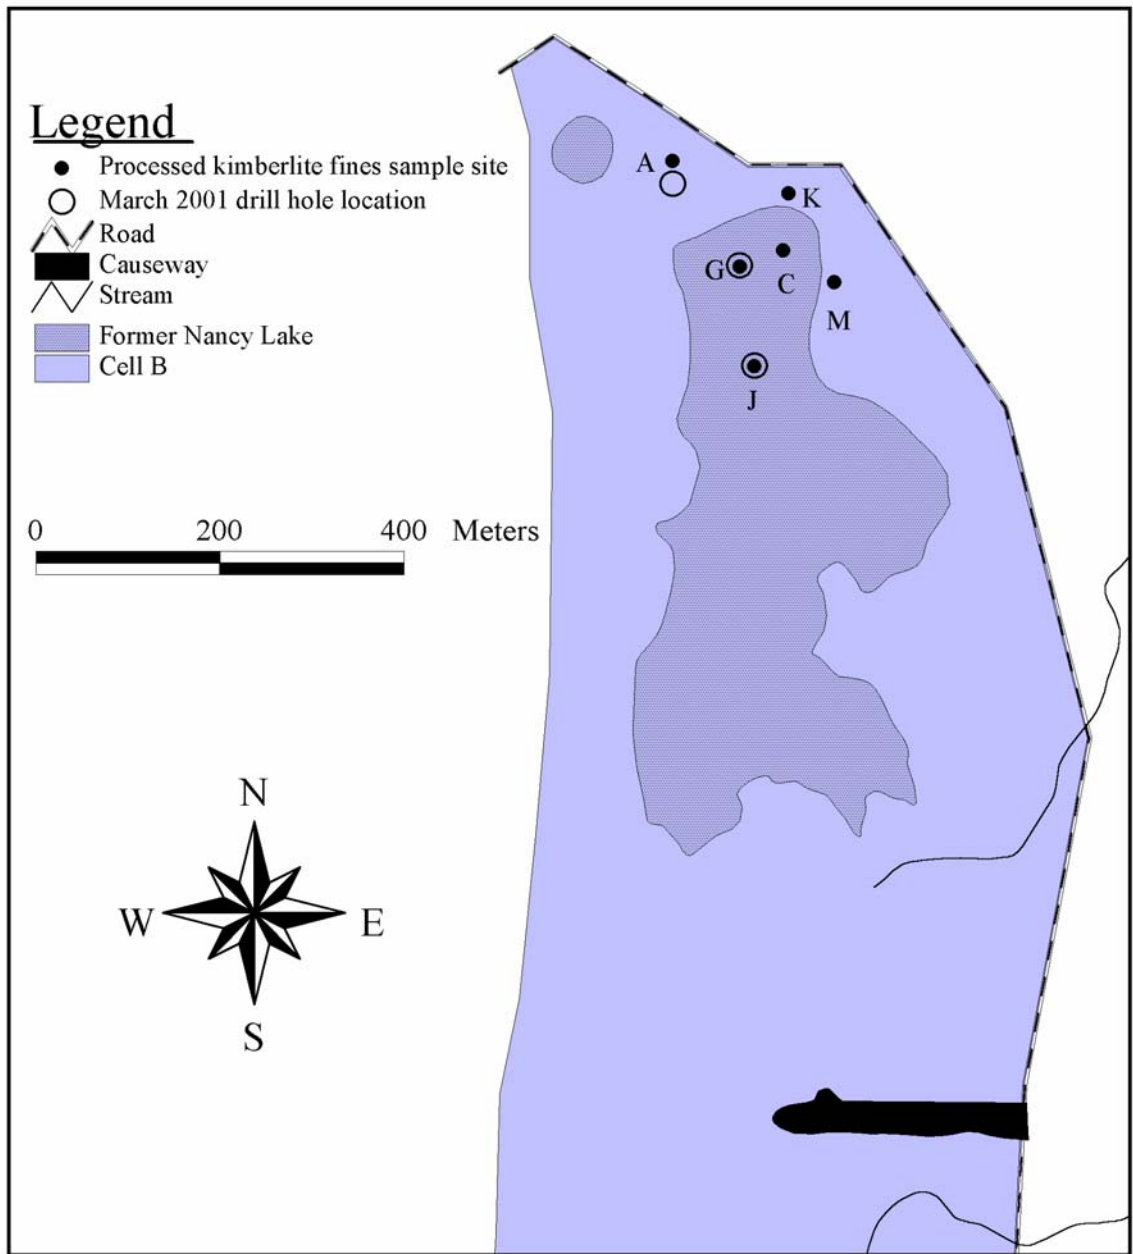 Legend
Processed kimberlite fines sample site
March 2001 drill hole location
Road
Causeway
Stream
Former Nancy Lake
Cell B
A
K
G
C
M
J
0 200 400 Meters
N
W E
S